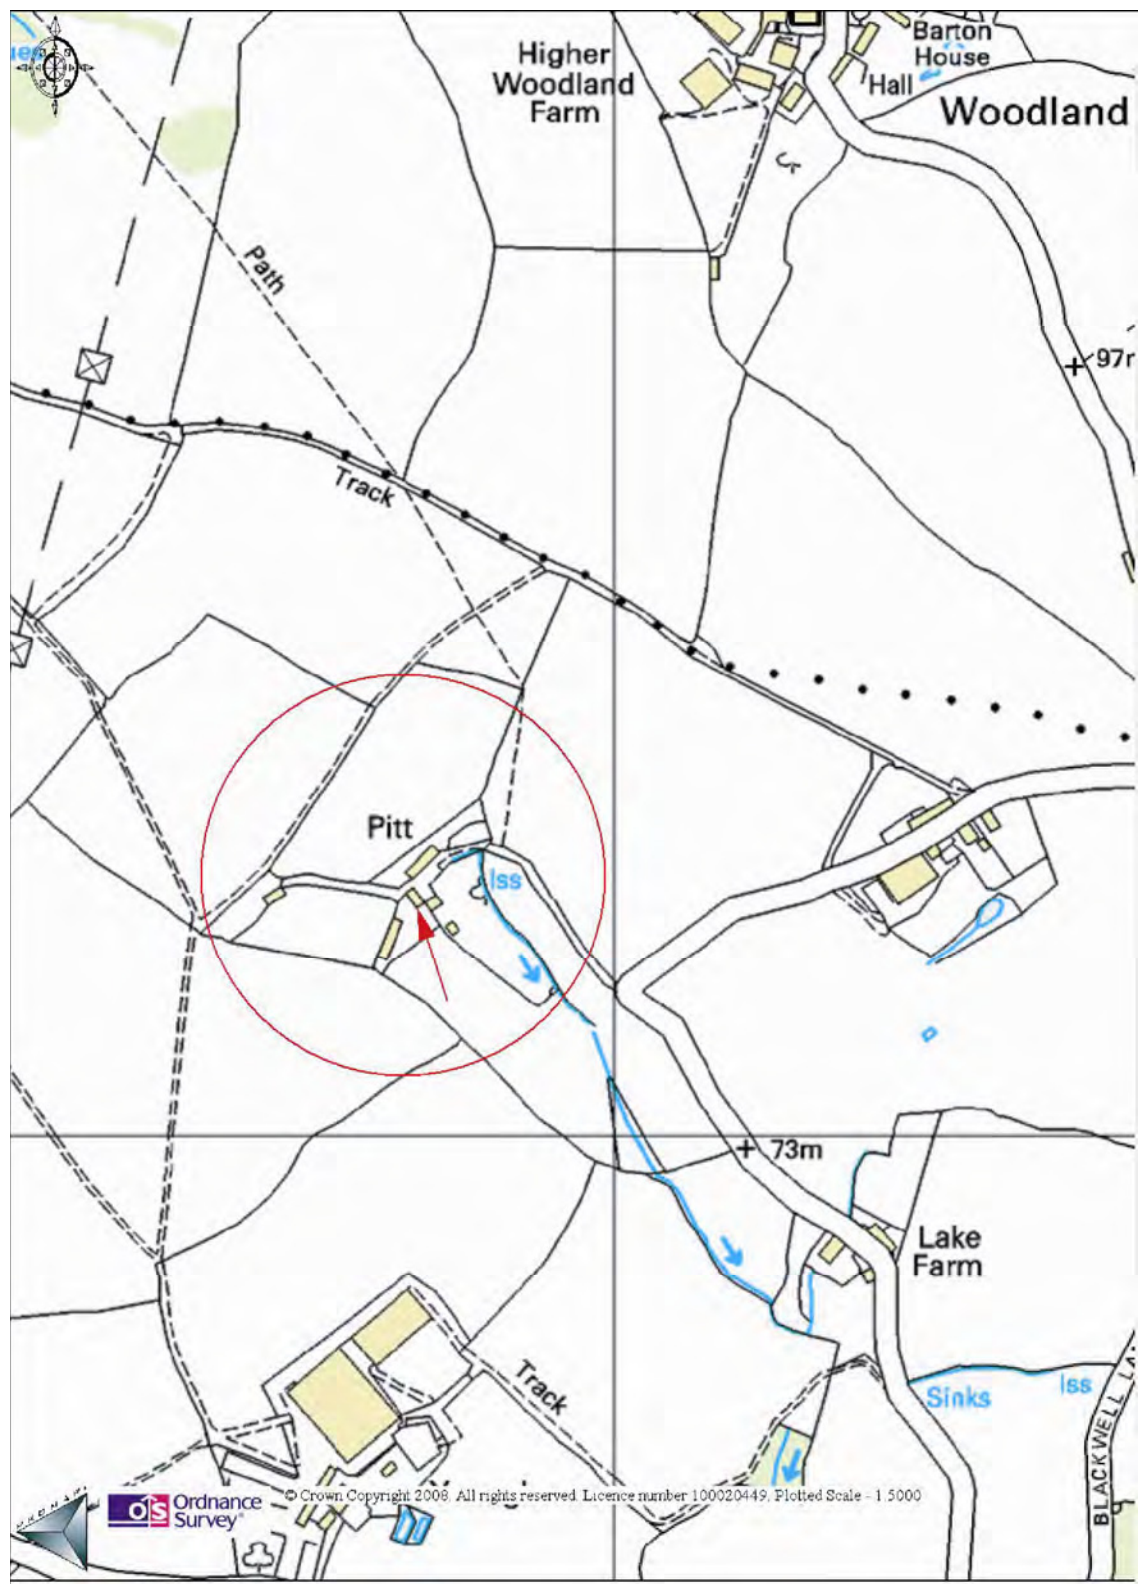 Higher
Woodland
Farm
Barton
House
Hall
Woodland
Path
97m
Track
Pitt
Iss
73m
Lake
Farm
Track
Sinks
Iss
BLACKWELL
OS Ordnance
Survey®
© Crown Copyright 2008. All rights reserved. Licence number 100020449. Plotted Scale - 1:5000